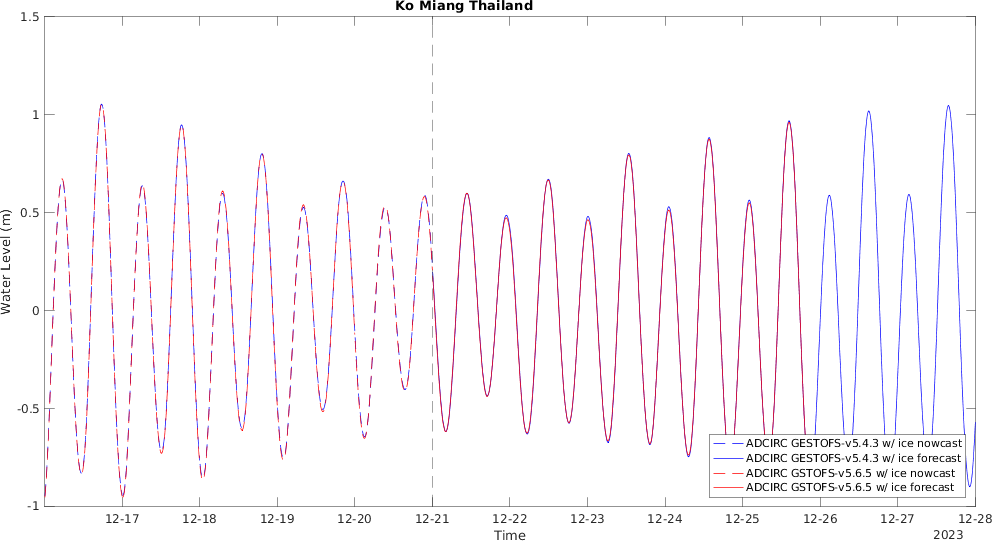 Ko Miang Thailand
1.5
1
0.5
0
-0.5
-1
Water Level (m)
ADCIRC GESTOFS-v5.4.3 w/ ice nowcast
ADCIRC GESTOFS-v5.4.3 w/ ice forecast
ADCIRC GSTOFS-v5.6.5 w/ ice nowcast
ADCIRC GSTOFS-v5.6.5 w/ ice forecast
12-17 12-18 12-19 12-20 12-21 12-22 12-23 12-24 12-25 12-26 12-27 12-28
Time
2023